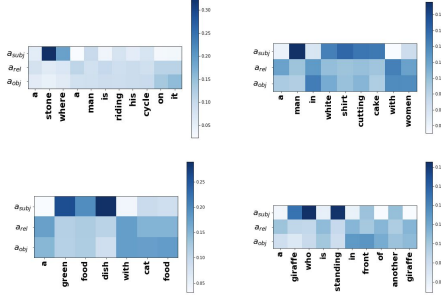 a_subj
a_rel
a_obj
a stone where a man is riding his cycle on it
0.30
0.25
0.20
0.15
0.10
0.05
a_subj
a_rel
a_obj
a man in white shirt cutting cake with women
a_subj
a_rel
a_obj
a green food dish with cat food
0.25
0.20
0.15
0.10
0.05
a_subj
a_rel
a_obj
a giraffe who is standing in front of another giraffe